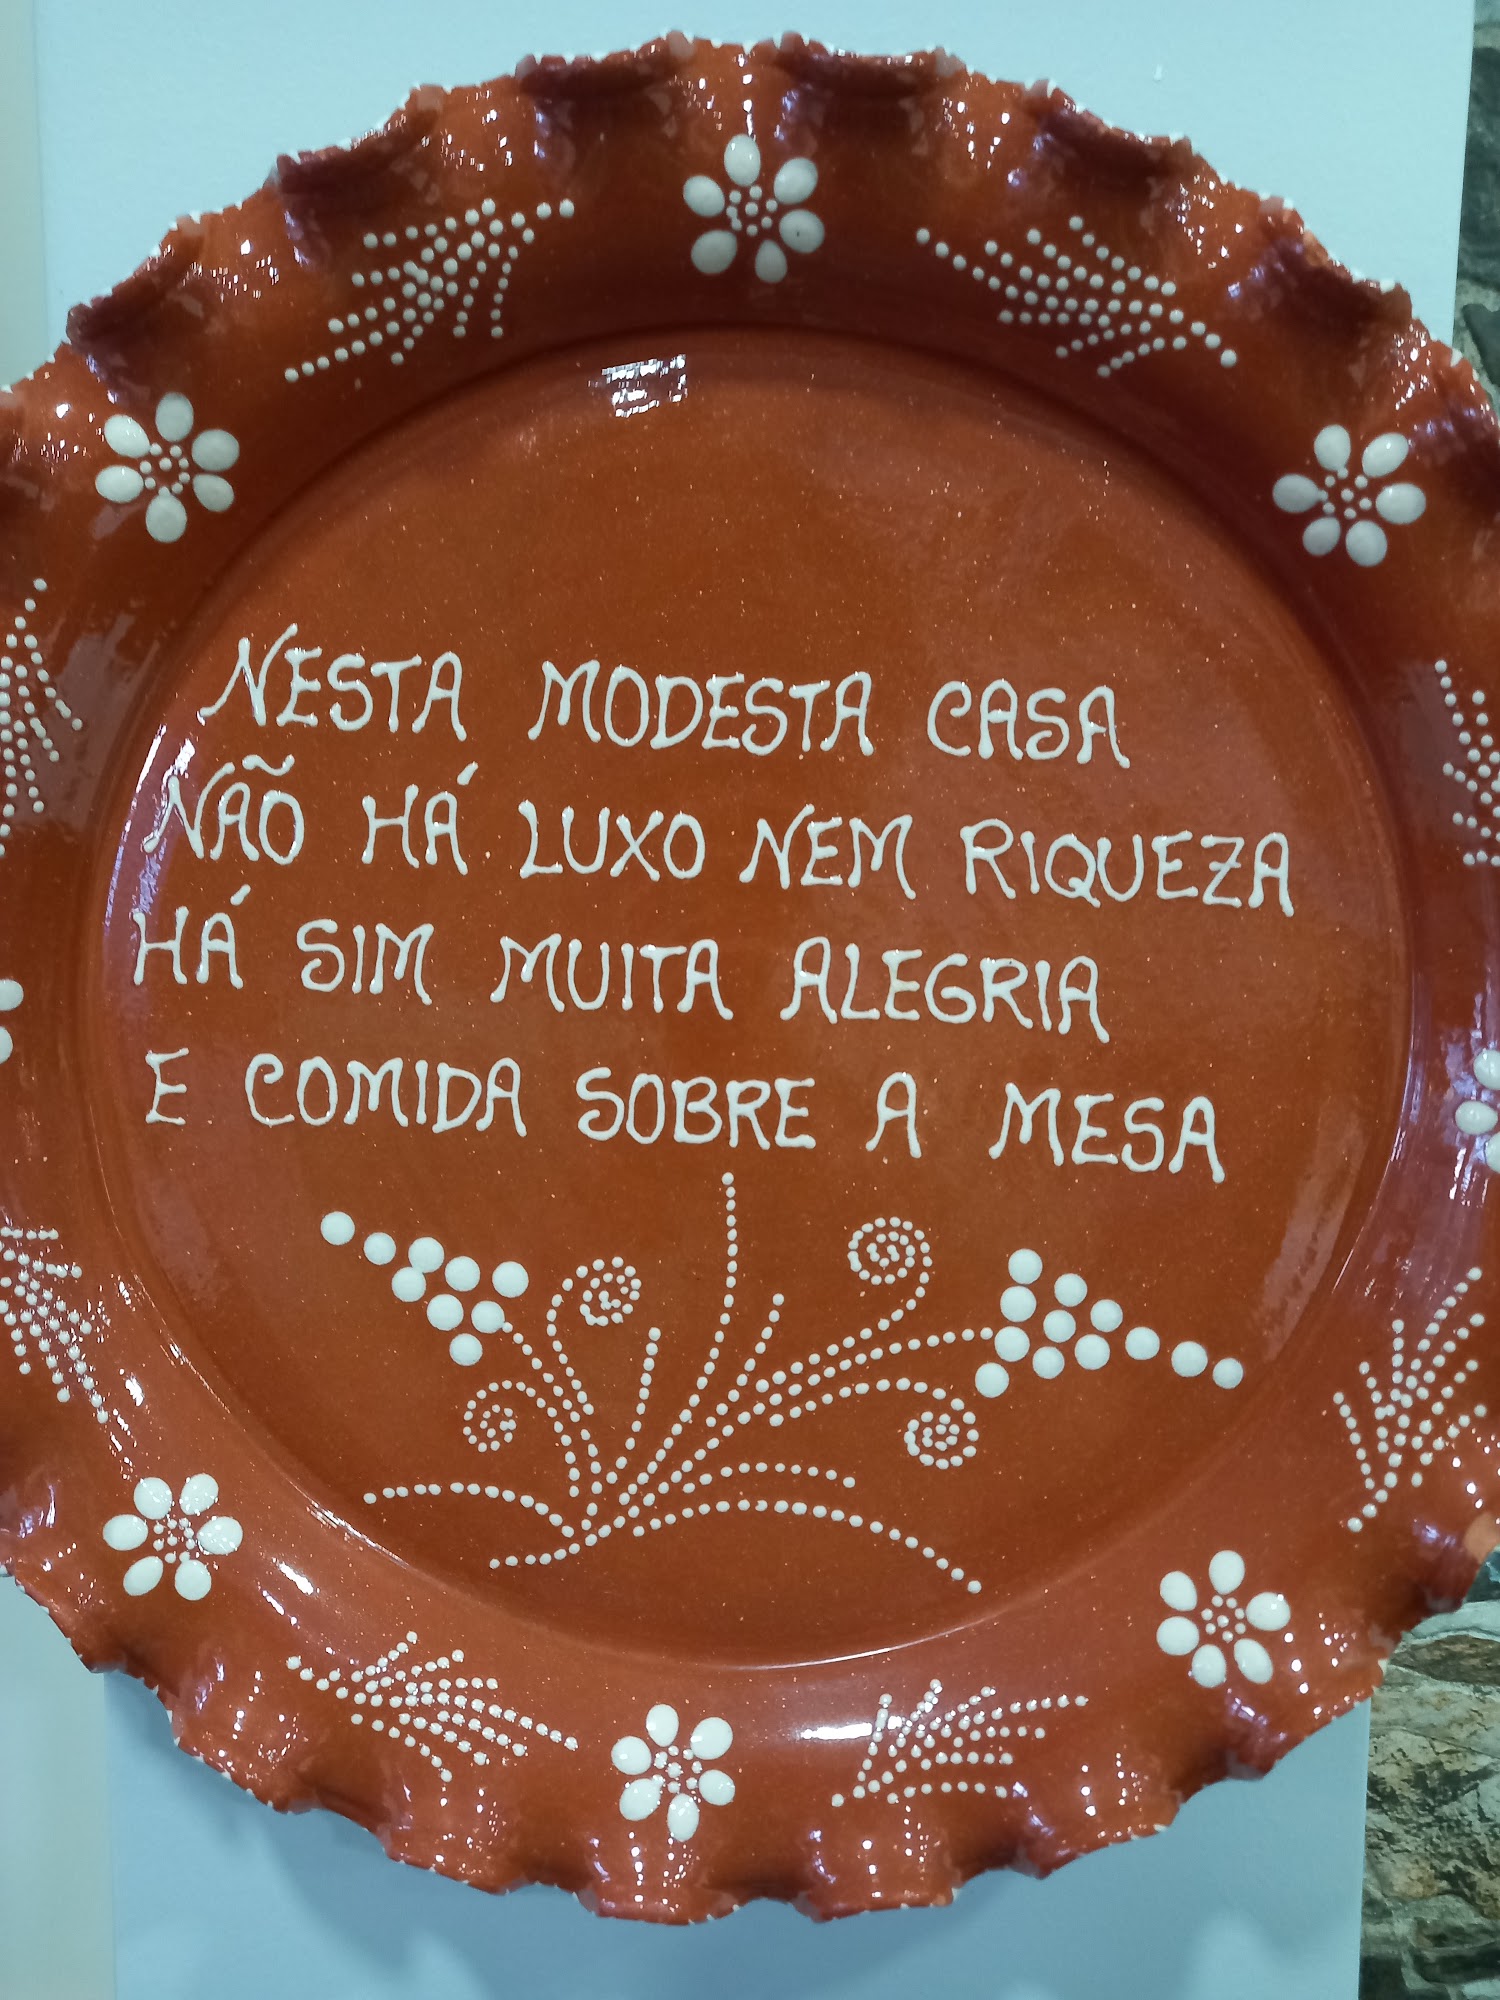 NESTA MODESTA CASA
NÃO HÁ LUXO NEM RIQUEZA
HÁ SIM MUITA ALEGRIA
E COMIDA SOBRE A MESA